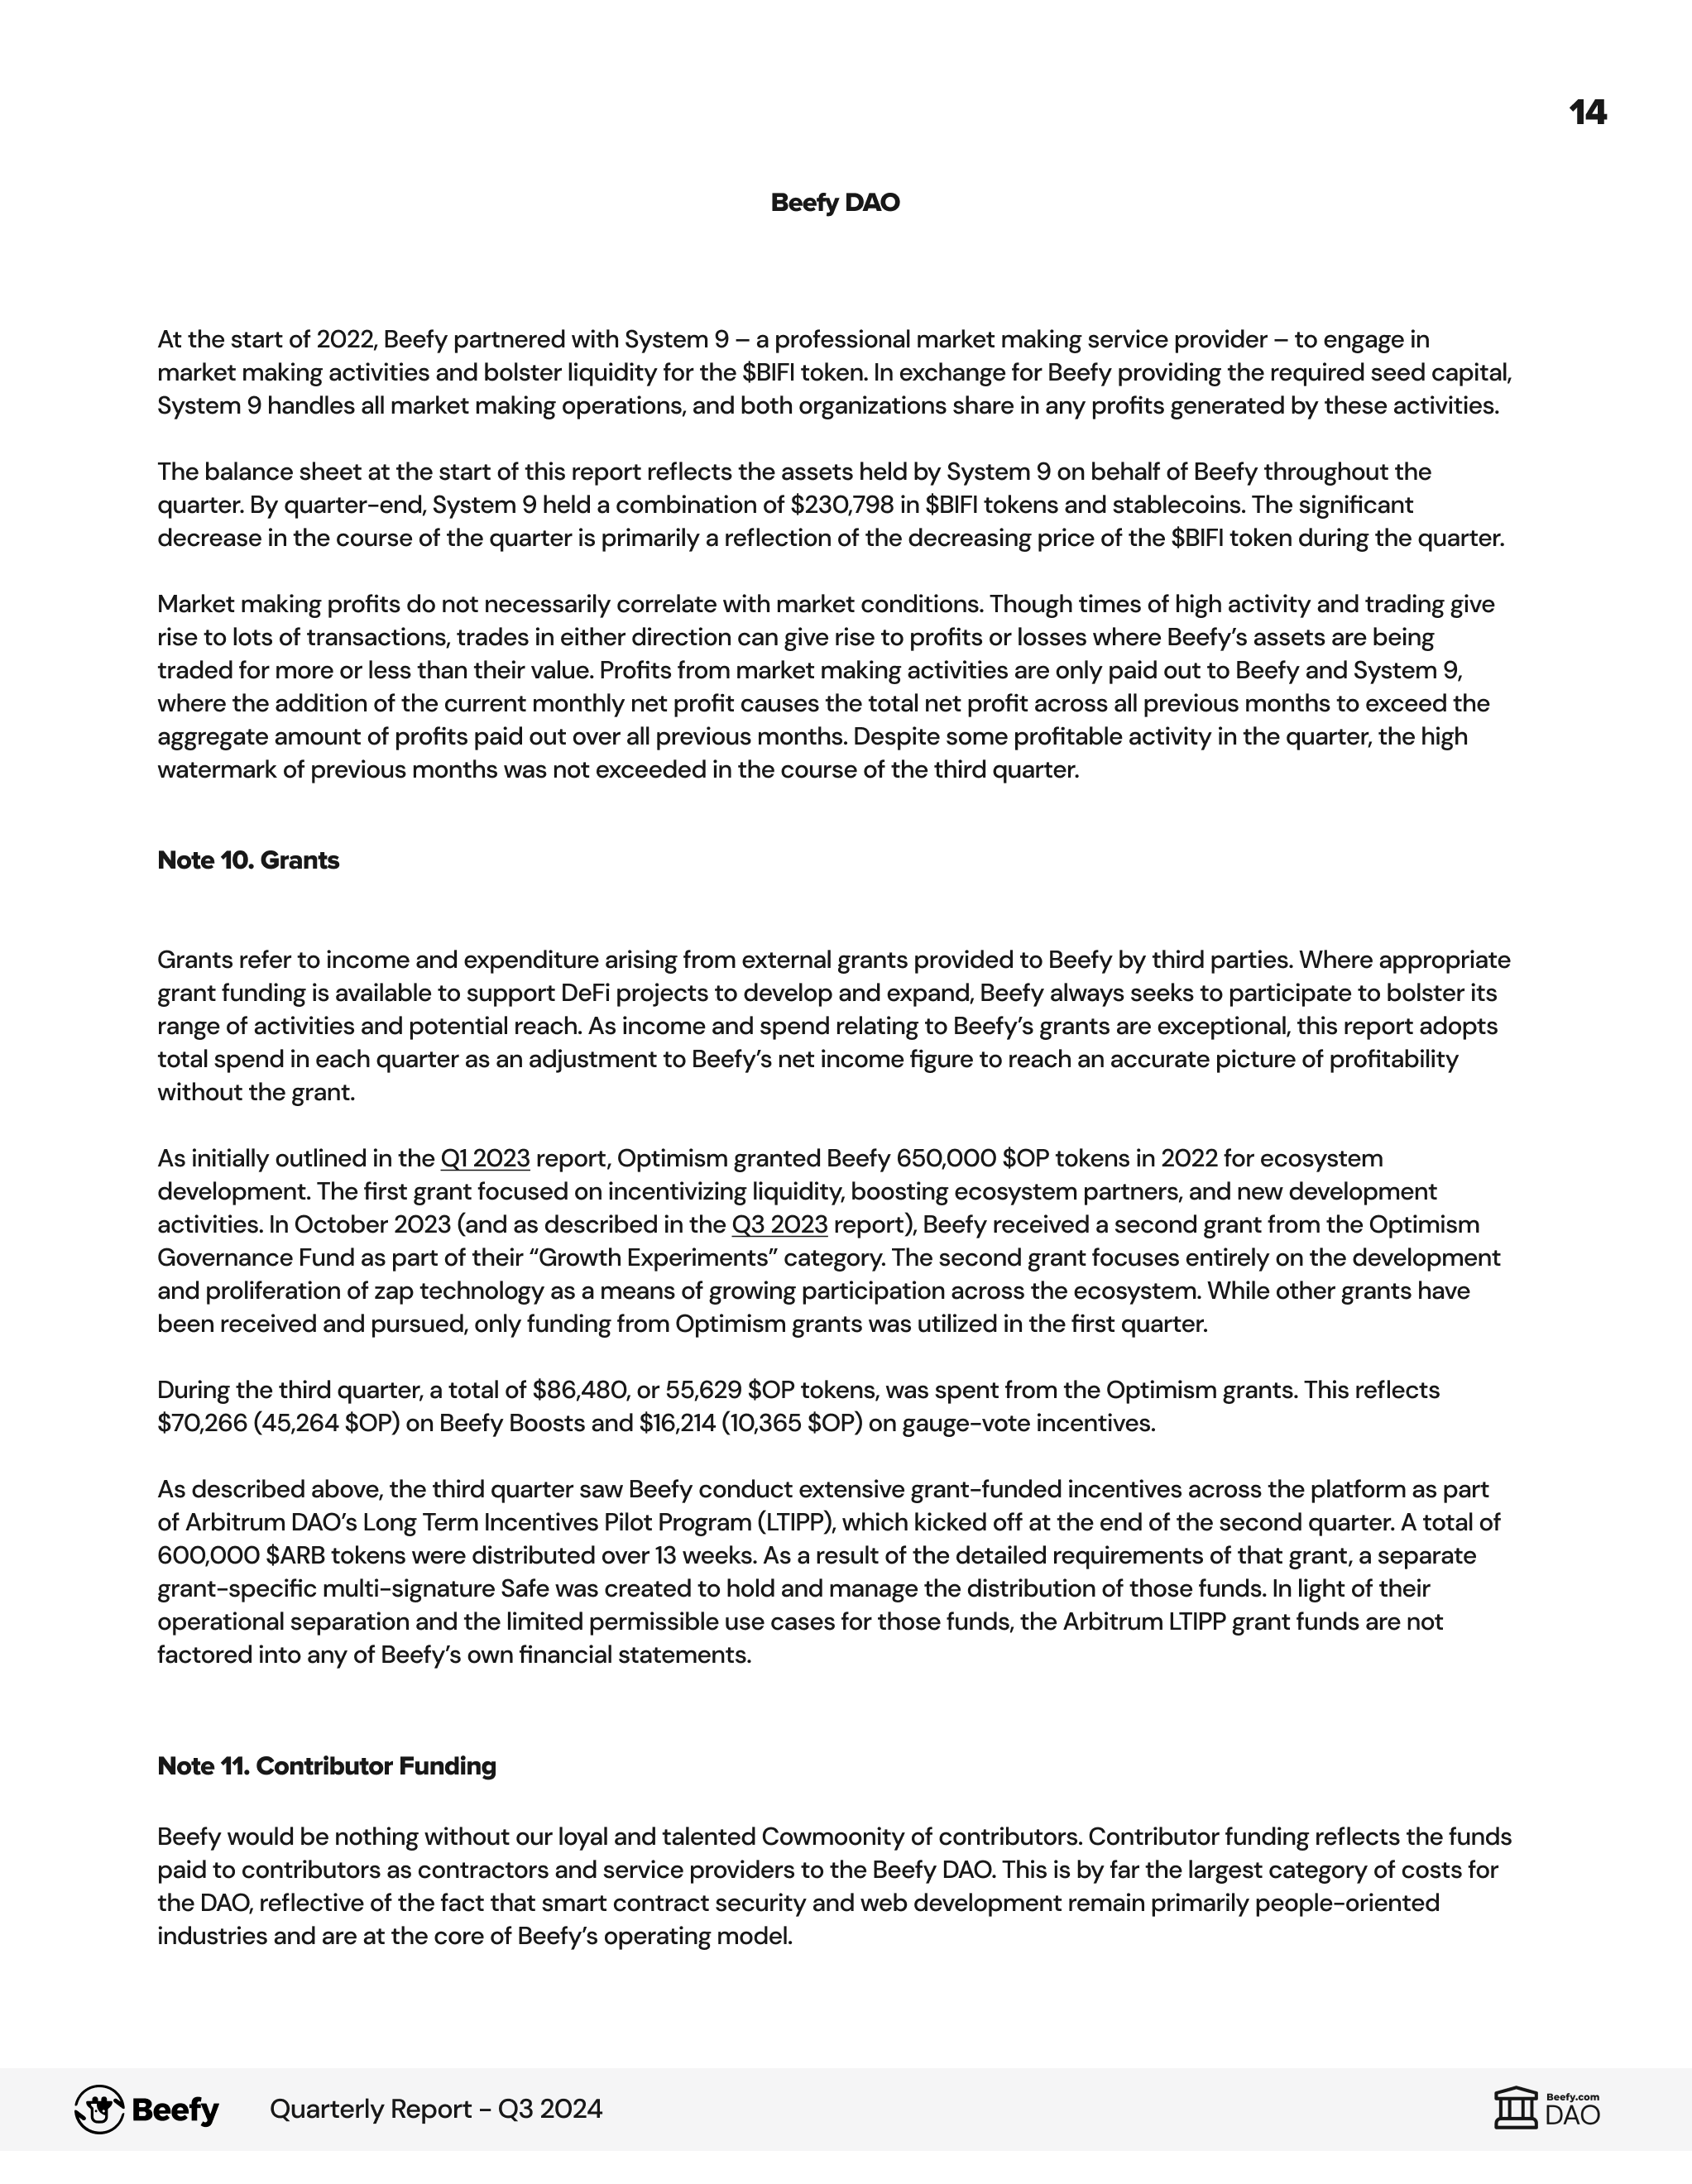 14
Beefy DAO
At the start of 2022, Beefy partnered with System 9 – a professional market making service provider – to engage in
market making activities and bolster liquidity for the $BIFI token. In exchange for Beefy providing the required seed capital,
System 9 handles all market making operations, and both organizations share in any profits generated by these activities.
The balance sheet at the start of this report reflects the assets held by System 9 on behalf of Beefy throughout the
quarter. By quarter-end, System 9 held a combination of $230,798 in $BIFI tokens and stablecoins. The significant
decrease in the course of the quarter is primarily a reflection of the decreasing price of the $BIFI token during the quarter.
Market making profits do not necessarily correlate with market conditions. Though times of high activity and trading give
rise to lots of transactions, trades in either direction can give rise to profits or losses where Beefy’s assets are being
traded for more or less than their value. Profits from market making activities are only paid out to Beefy and System 9,
where the addition of the current monthly net profit causes the total net profit across all previous months to exceed the
aggregate amount of profits paid out over all previous months. Despite some profitable activity in the quarter, the high
watermark of previous months was not exceeded in the course of the third quarter.
Note 10. Grants
Grants refer to income and expenditure arising from external grants provided to Beefy by third parties. Where appropriate
grant funding is available to support DeFi projects to develop and expand, Beefy always seeks to participate to bolster its
range of activities and potential reach. As income and spend relating to Beefy’s grants are exceptional, this report adopts
total spend in each quarter as an adjustment to Beefy’s net income figure to reach an accurate picture of profitability
without the grant.
As initially outlined in the Q1 2023 report, Optimism granted Beefy 650,000 $OP tokens in 2022 for ecosystem
development. The first grant focused on incentivizing liquidity, boosting ecosystem partners, and new development
activities. In October 2023 (and as described in the Q3 2023 report), Beefy received a second grant from the Optimism
Governance Fund as part of their “Growth Experiments” category. The second grant focuses entirely on the development
and proliferation of zap technology as a means of growing participation across the ecosystem. While other grants have
been received and pursued, only funding from Optimism grants was utilized in the first quarter.
During the third quarter, a total of $86,480, or 55,629 $OP tokens, was spent from the Optimism grants. This reflects
$70,266 (45,264 $OP) on Beefy Boosts and $16,214 (10,365 $OP) on gauge-vote incentives.
As described above, the third quarter saw Beefy conduct extensive grant-funded incentives across the platform as part
of Arbitrum DAO’s Long Term Incentives Pilot Program (LTIPP), which kicked off at the end of the second quarter. A total of
600,000 $ARB tokens were distributed over 13 weeks. As a result of the detailed requirements of that grant, a separate
grant-specific multi-signature Safe was created to hold and manage the distribution of those funds. In light of their
operational separation and the limited permissible use cases for those funds, the Arbitrum LTIPP grant funds are not
factored into any of Beefy’s own financial statements.
Note 11. Contributor Funding
Beefy would be nothing without our loyal and talented Cowmoonity of contributors. Contributor funding reflects the funds
paid to contributors as contractors and service providers to the Beefy DAO. This is by far the largest category of costs for
the DAO, reflective of the fact that smart contract security and web development remain primarily people-oriented
industries and are at the core of Beefy’s operating model.
Beefy Quarterly Report - Q3 2024
Beefy.com
DAO